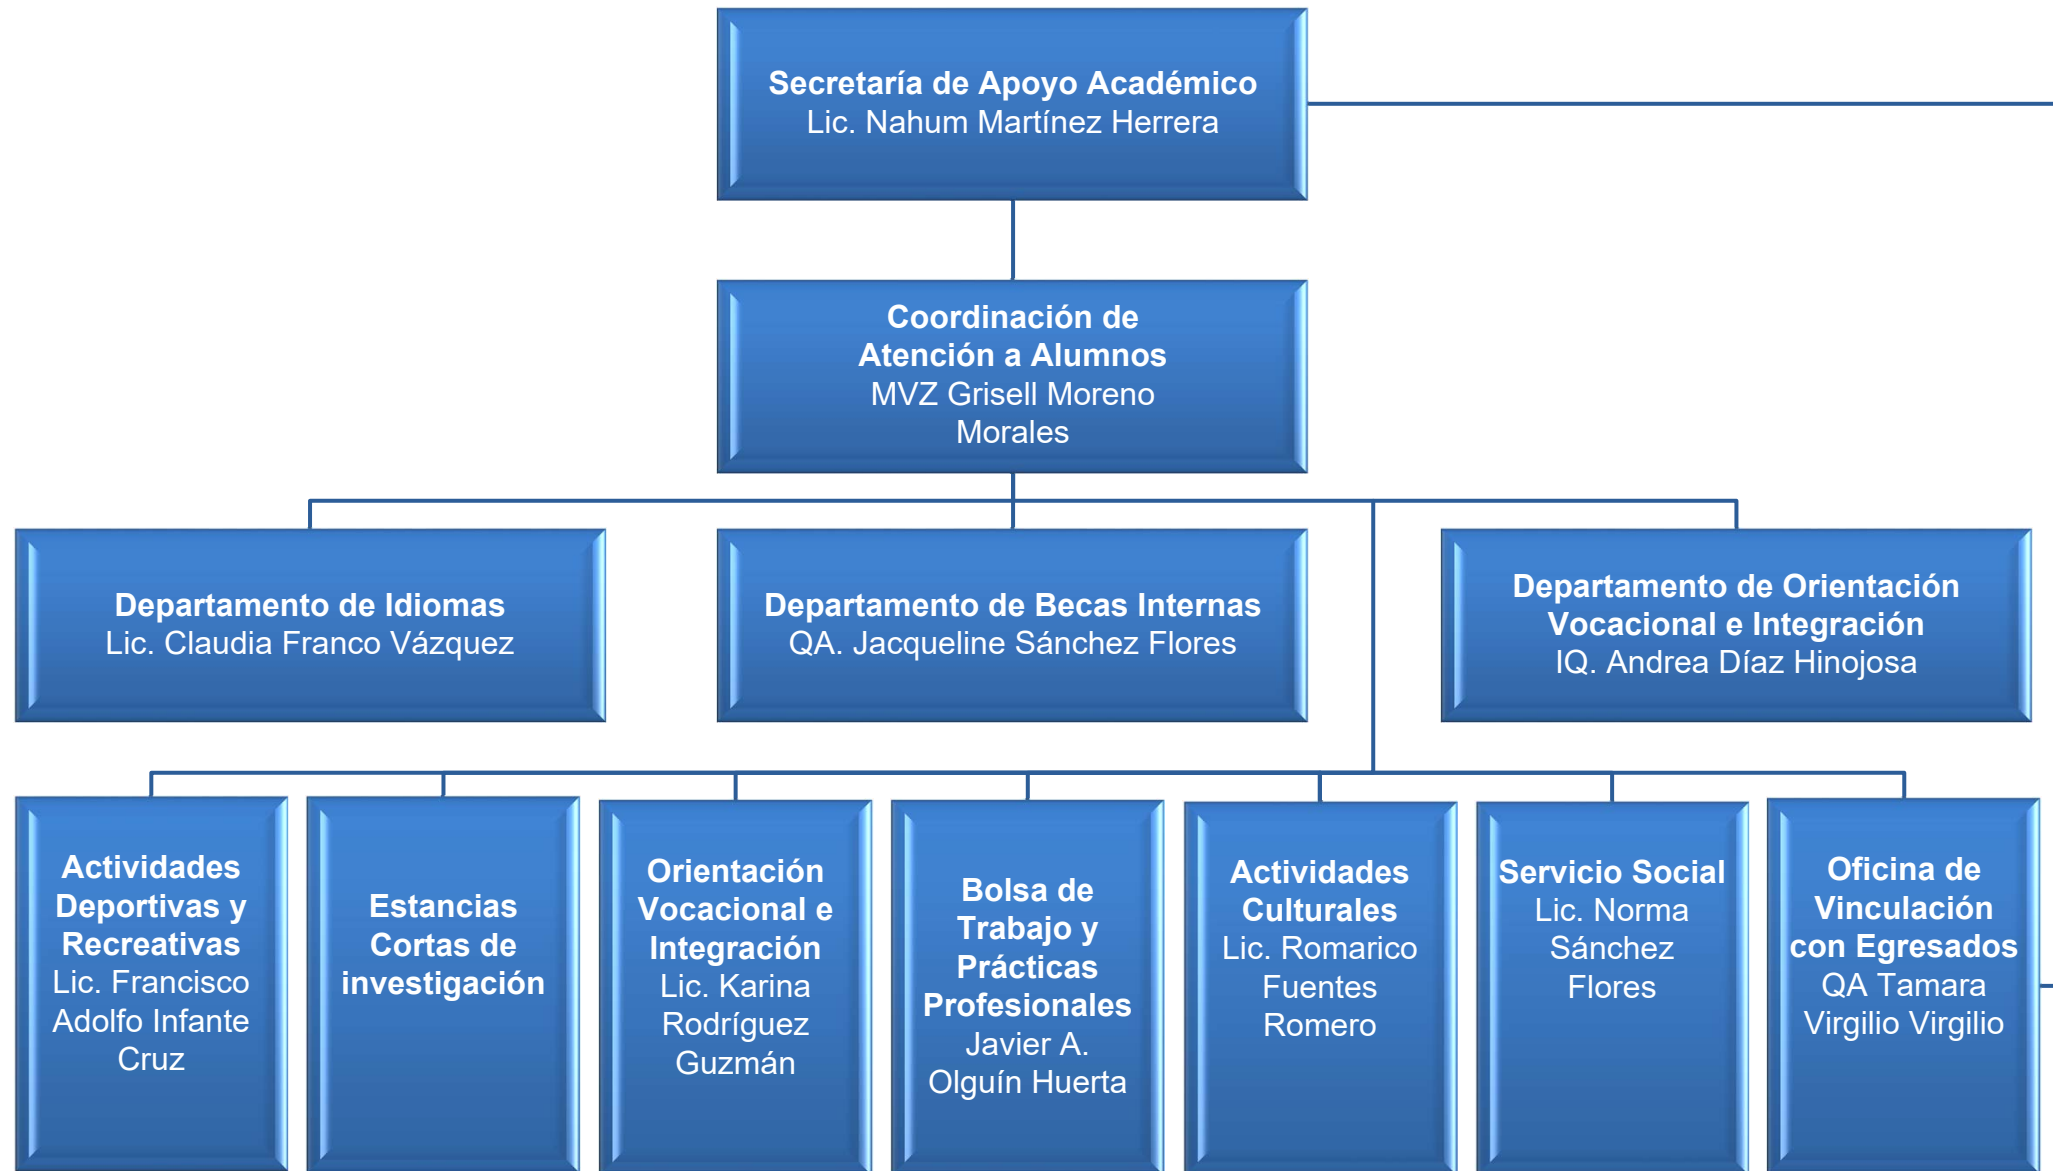 Secretaría de Apoyo Académico
Lic. Nahum Martínez Herrera
Coordinación de
Atención a Alumnos
MVZ Grisell Moreno
Morales
Departamento de Idiomas
Lic. Claudia Franco Vázquez
Departamento de Becas Internas
QA. Jacqueline Sánchez Flores
Departamento de Orientación
Vocacional e Integración
IQ. Andrea Díaz Hinojosa
Actividades
Deportivas y
Recreativas
Lic. Francisco
Adolfo Infante
Cruz
Estancias
Cortas de
investigación
Orientación
Vocacional e
Integración
Lic. Karina
Rodríguez
Guzmán
Bolsa de
Trabajo y
Prácticas
Profesionales
Javier A.
Olguín Huerta
Actividades
Culturales
Lic. Romarico
Fuentes
Romero
Servicio Social
Lic. Norma
Sánchez
Flores
Oficina de
Vinculación
con Egresados
QA Tamara
Virgilio Virgilio